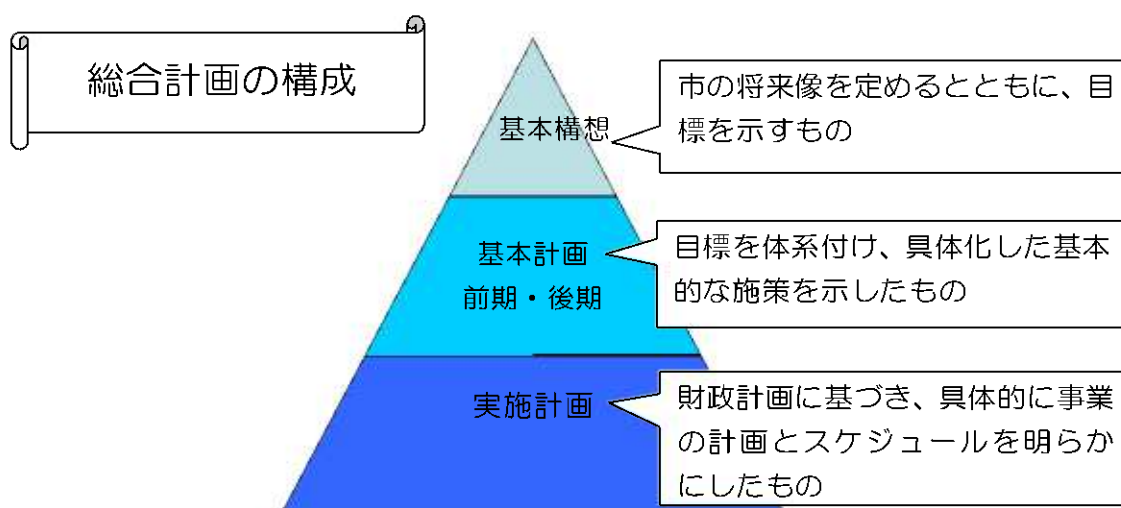 総合計画の構成
基本構想
市の将来像を定めるとともに、目
標を示すもの
基本計画
前期・後期
目標を体系付け、具体化した基本
的な施策を示したもの
実施計画
財政計画に基づき、具体的に事業
の計画とスケジュールを明らか
にしたもの